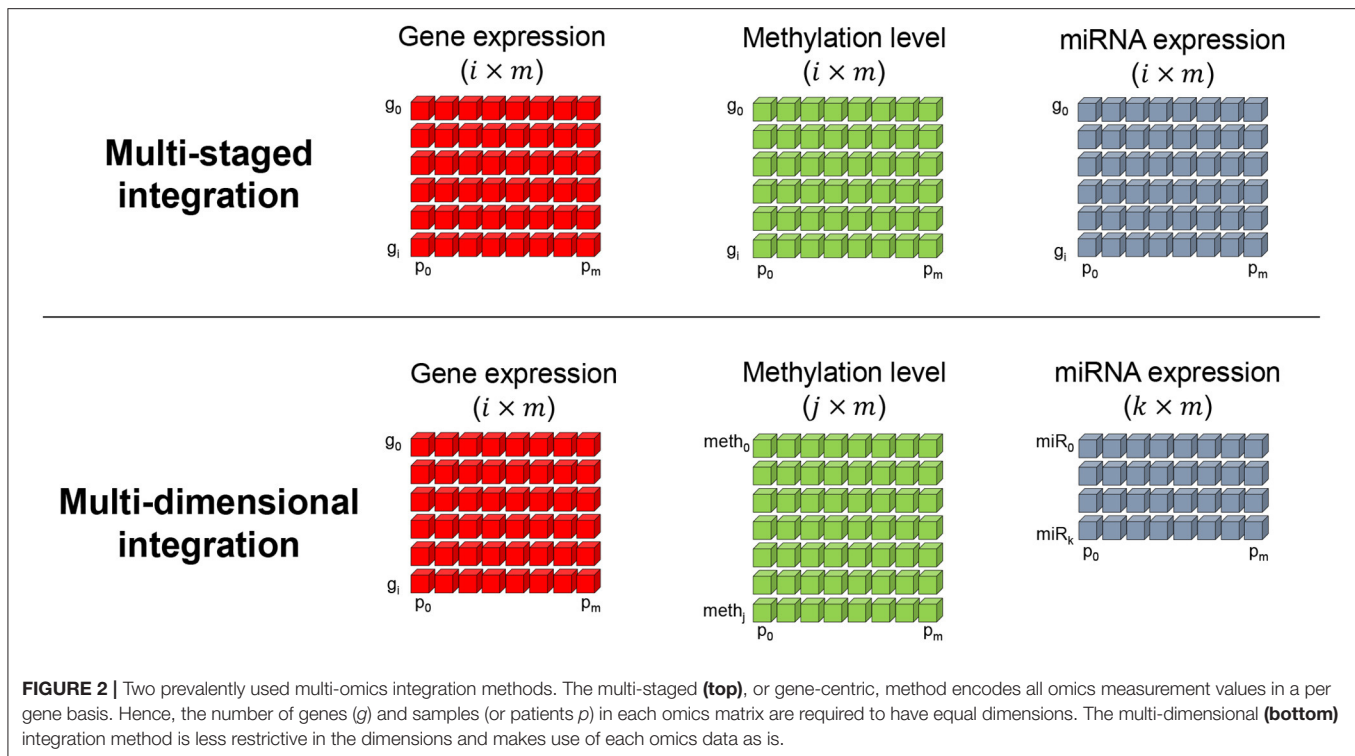 Gene expression
(i × m)
Methylation level
(i × m)
miRNA expression
(i × m)
Multi-staged
integration
g0
gi
p0
pm
g0
gi
p0
pm
g0
gi
p0
pm
Gene expression
(i × m)
Methylation level
(j × m)
miRNA expression
(k × m)
Multi-dimensional
integration
g0
gi
p0
pm
meth0
methj
p0
pm
miR0
miRk
p0
pm
FIGURE 2 | Two prevalently used multi-omics integration methods. The multi-staged (top), or gene-centric, method encodes all omics measurement values in a per
gene basis. Hence, the number of genes (g) and samples (or patients p) in each omics matrix are required to have equal dimensions. The multi-dimensional (bottom)
integration method is less restrictive in the dimensions and makes use of each omics data as is.